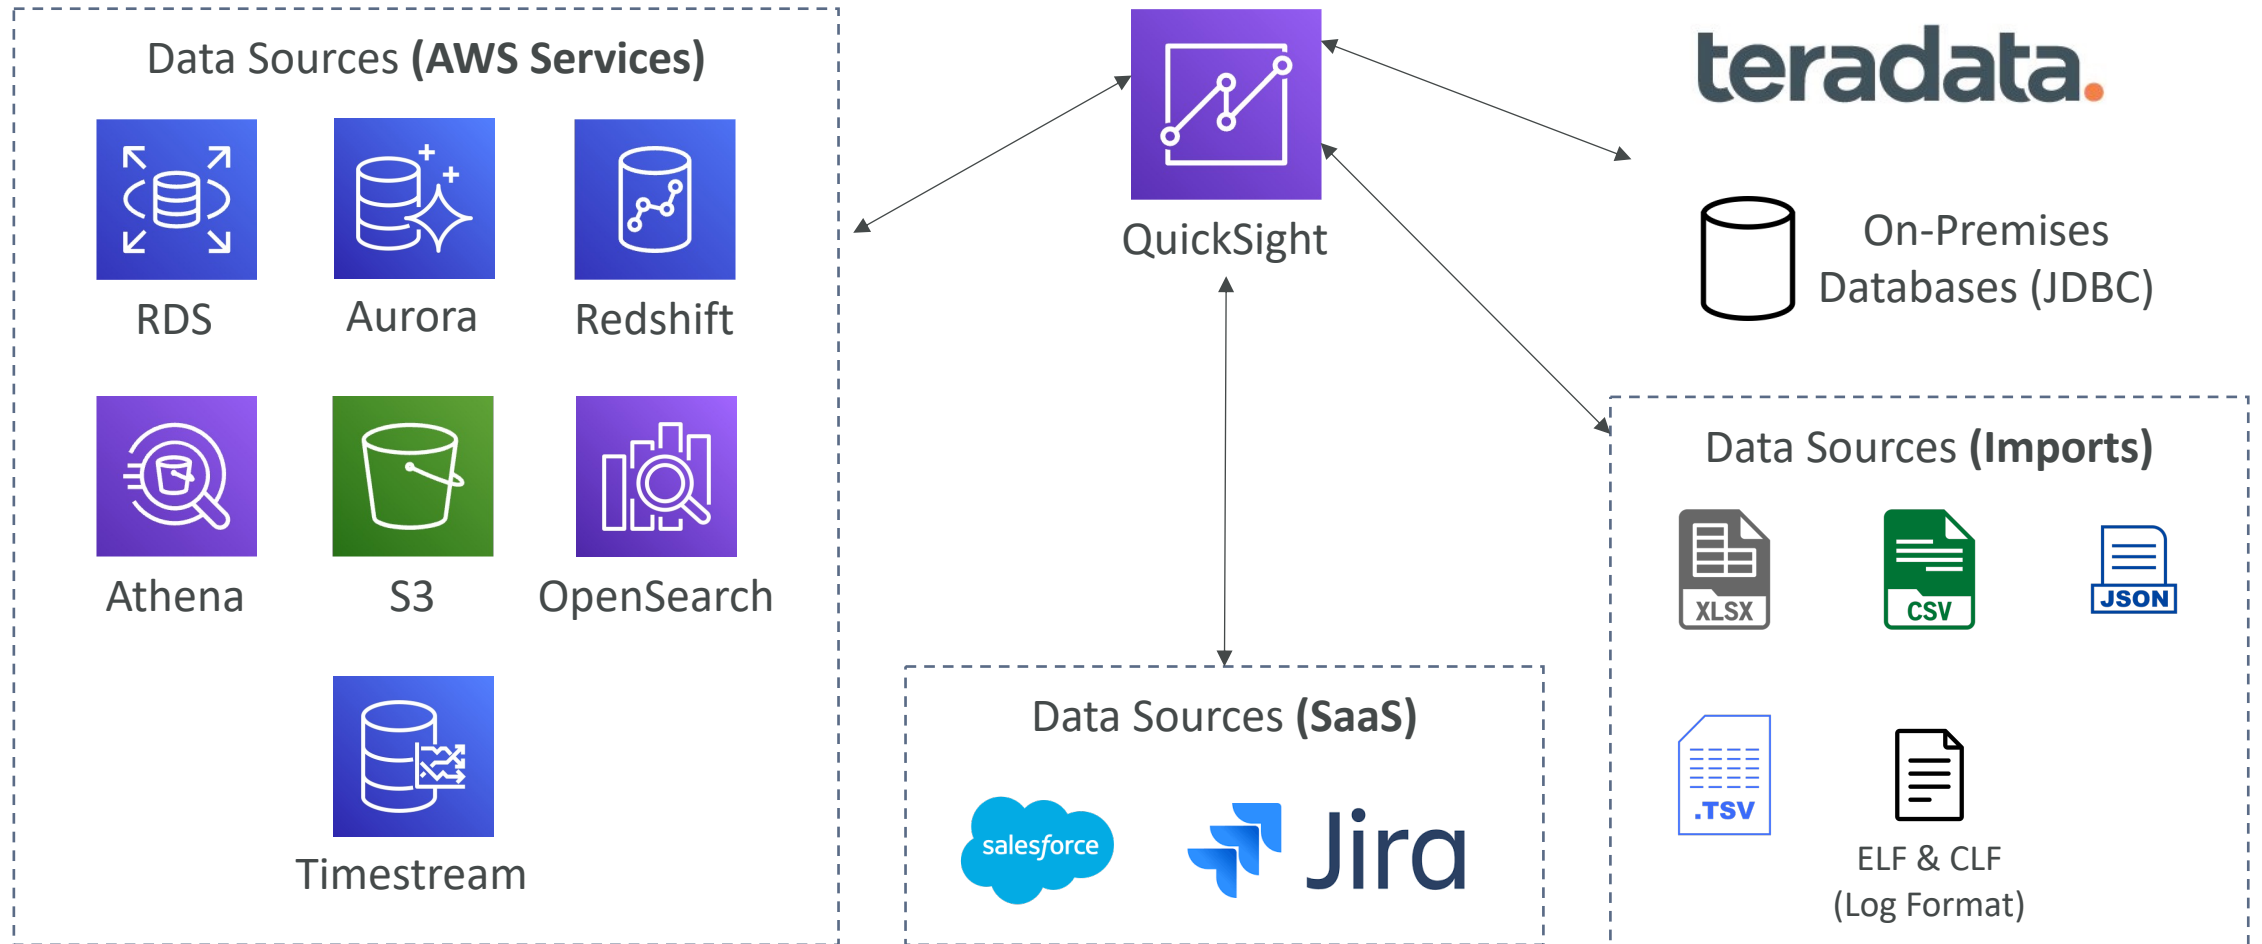 Data Sources (AWS Services)
RDS
Aurora
Redshift
Athena
S3
OpenSearch
Timestream
QuickSight
Data Sources (SaaS)
salesforce
Jira
teradata.
On-Premises
Databases (JDBC)
Data Sources (Imports)
XLSX
CSV
JSON
.TSV
ELF & CLF
(Log Format)